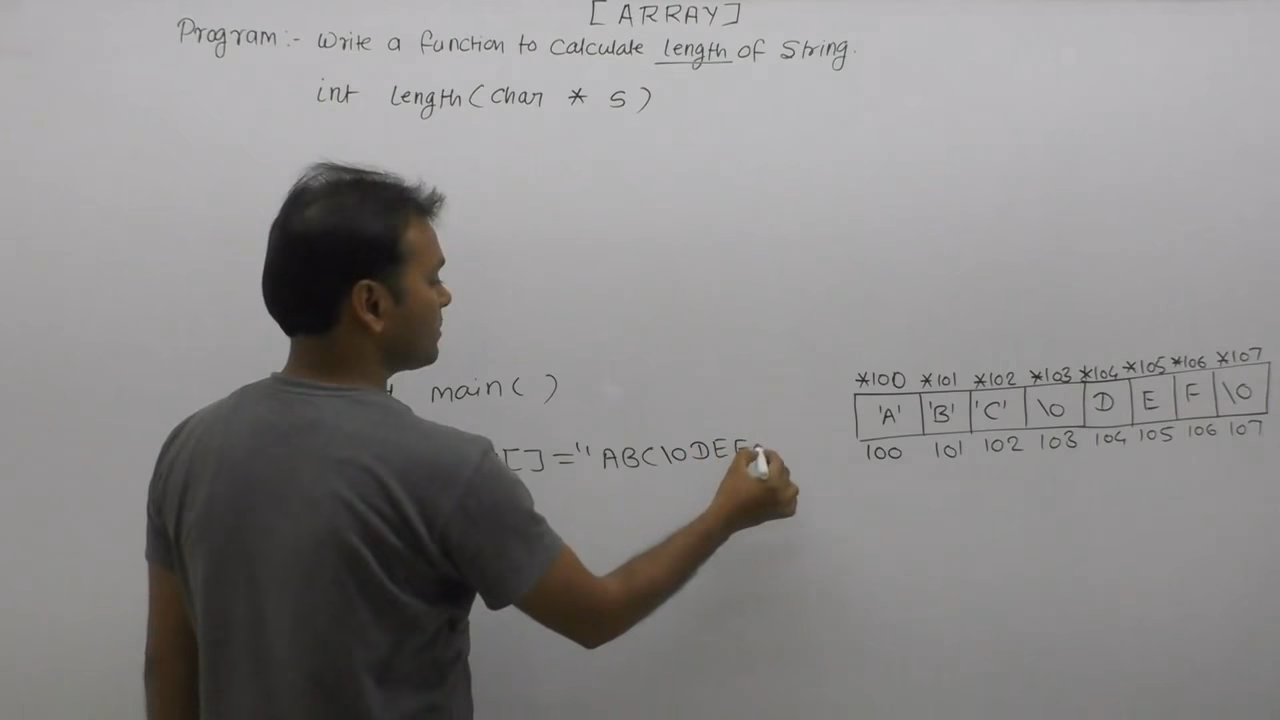 [ARRAY]
Program:- Write a function to Calculate length of String.
int length(char * s)
main()
[]="ABC\0DEF
*100 *101 *102 *103 *104 *105 *106 *107
'A' 'B' 'C' \0 D E F \0
100 101 102 103 104 105 106 107